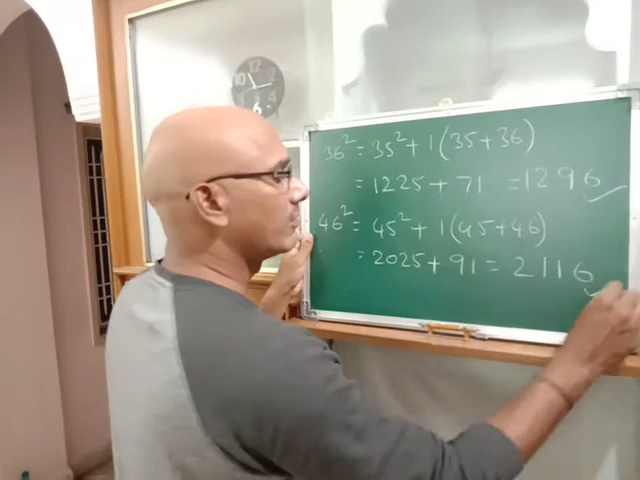 36² = 35² + 1(35+36)
= 1225 + 71 = 1296
46² = 45² + 1(45+46)
= 2025 + 91 = 2116